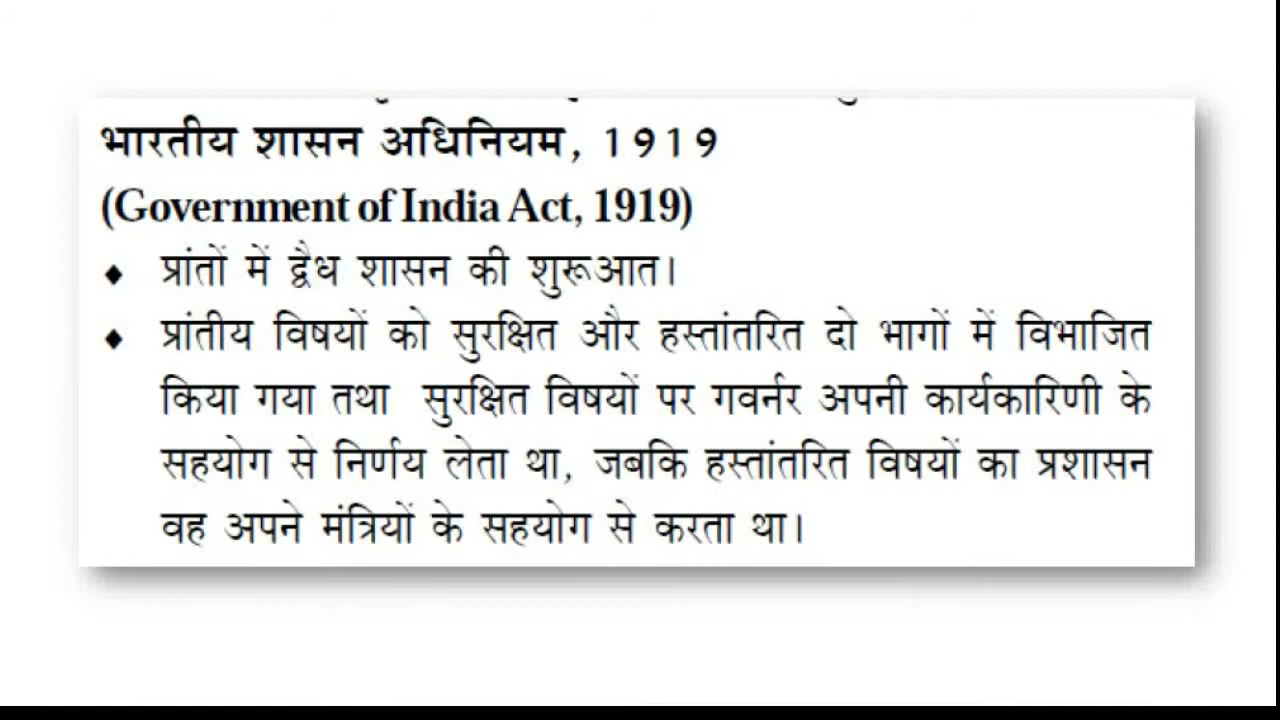 भारतीय शासन अधिनियम, 1919
(Government of India Act, 1919)
♦ प्रांतों में द्वैध शासन की शुरूआत।
♦ प्रांतीय विषयों को सुरक्षित और हस्तांतरित दो भागों में विभाजित
किया गया तथा सुरक्षित विषयों पर गवर्नर अपनी कार्यकारिणी के
सहयोग से निर्णय लेता था, जबकि हस्तांतरित विषयों का प्रशासन
वह अपने मंत्रियों के सहयोग से करता था।